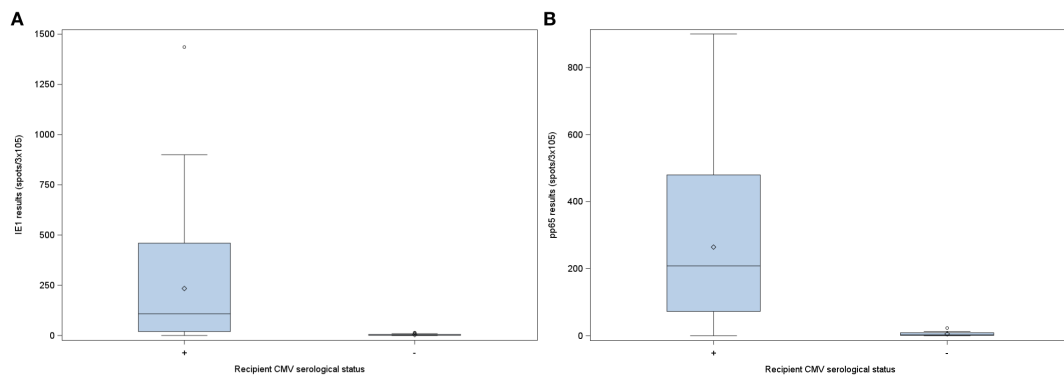 A
1500
1250
1000
750
500
250
0
IE1 results (spots/3x105)
+
-
Recipient CMV serological status
B
800
600
400
200
0
pp65 results (spots/3x105)
+
-
Recipient CMV serological status